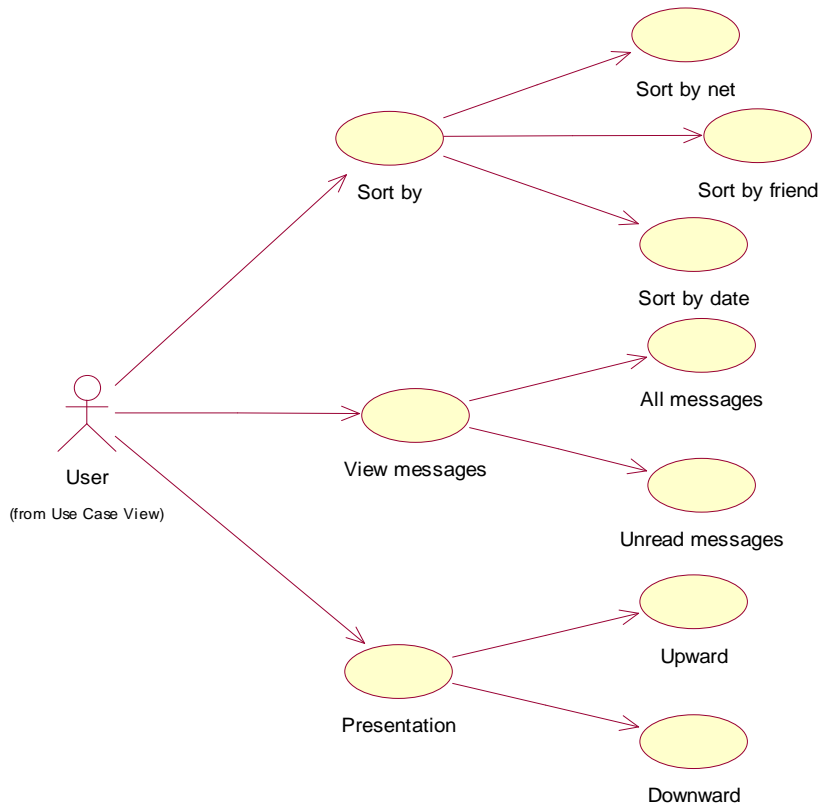 Sort by net
Sort by
Sort by friend
Sort by date
All messages
View messages
User
(from Use Case View)
Unread messages
Upward
Presentation
Downward